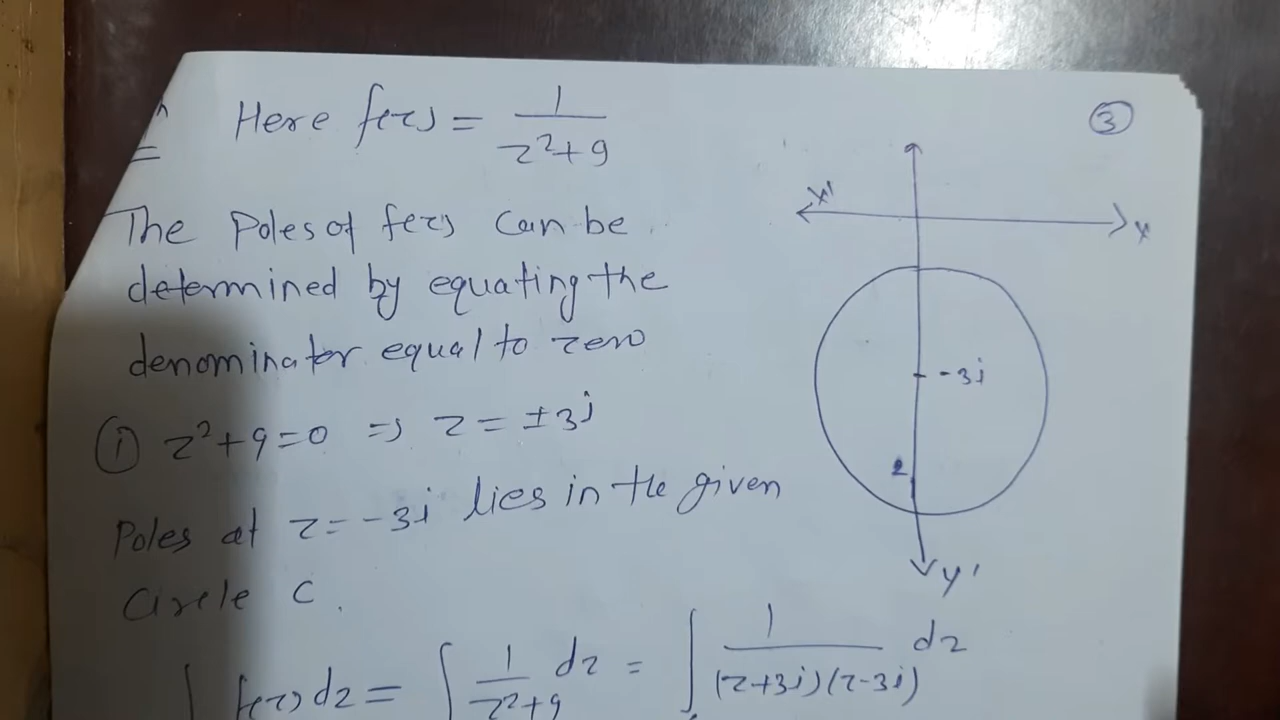 Here f(z) = 1/(z²+9)
③
The Poles of f(z) can be
determined by equating the
denominator equal to zero
① z²+9=0 ⇒ z = ±3i
Poles at z=-3i lies in the given
Circle C.
∫ f(z) dz = ∫ 1/(z²+9) dz = ∫ 1/((z+3i)(z-3i)) dz
X'
X
-3i
2
Y'